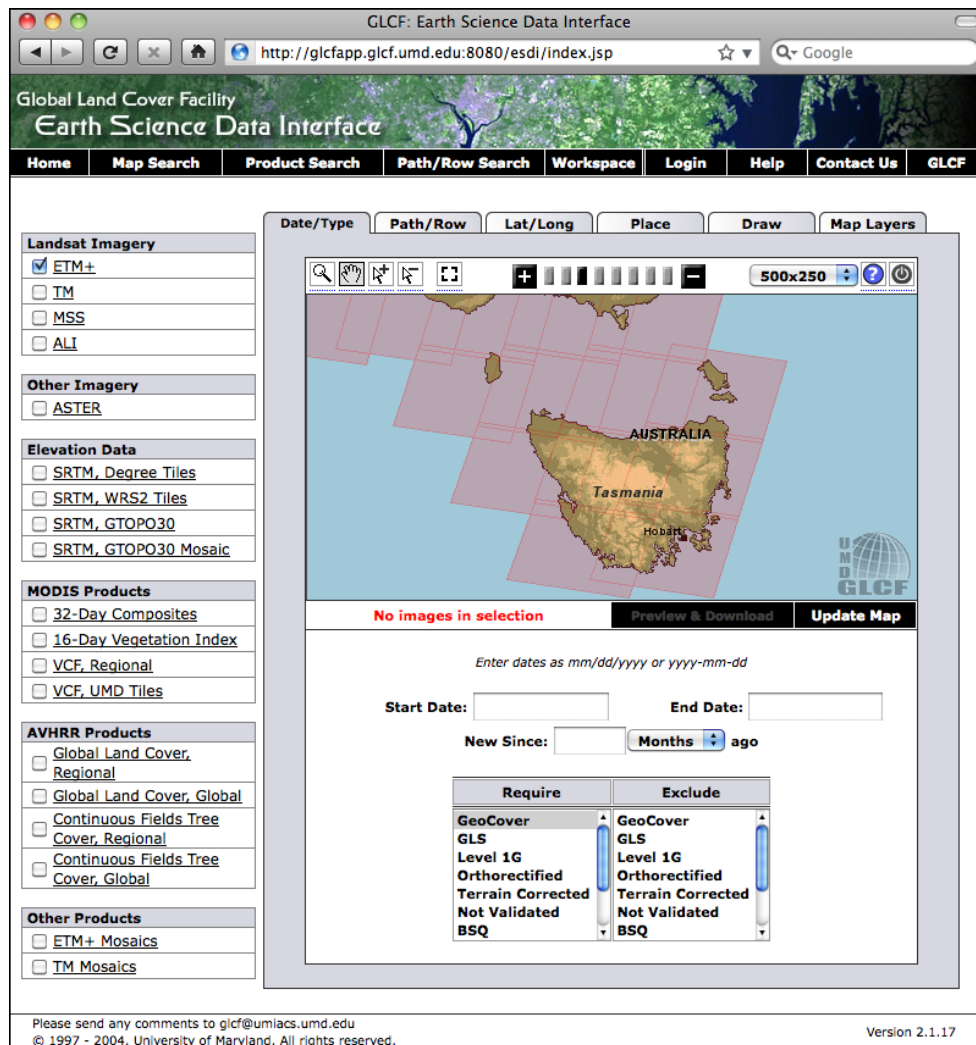 GLCF: Earth Science Data Interface
http://glcfapp.glcf.umd.edu:8080/esdi/index.jsp
Google
Global Land Cover Facility
Earth Science Data Interface
Home Map Search Product Search Path/Row Search Workspace Login Help Contact Us GLCF
Date/Type Path/Row Lat/Long Place Draw Map Layers
Landsat Imagery
ETM+
TM
MSS
ALI
Other Imagery
ASTER
Elevation Data
SRTM, Degree Tiles
SRTM, WRS2 Tiles
SRTM, GTOPO30
SRTM, GTOPO30 Mosaic
MODIS Products
32-Day Composites
16-Day Vegetation Index
VCF, Regional
VCF, UMD Tiles
AVHRR Products
Global Land Cover,
Regional
Global Land Cover, Global
Continuous Fields Tree
Cover, Regional
Continuous Fields Tree
Cover, Global
Other Products
ETM+ Mosaics
TM Mosaics
500x250 ?
AUSTRALIA
Tasmania
Hobart
UMD
GLCF
No images in selection Preview & Download Update Map
Enter dates as mm/dd/yyyy or yyyy-mm-dd
Start Date: End Date:
New Since: Months ago
Require Exclude
GeoCover GeoCover
GLS GLS
Level 1G Level 1G
Orthorectified Orthorectified
Terrain Corrected Terrain Corrected
Not Validated Not Validated
BSQ BSQ
Please send any comments to glcf@umiacs.umd.edu
© 1997 - 2004, University of Maryland. All rights reserved.
Version 2.1.17